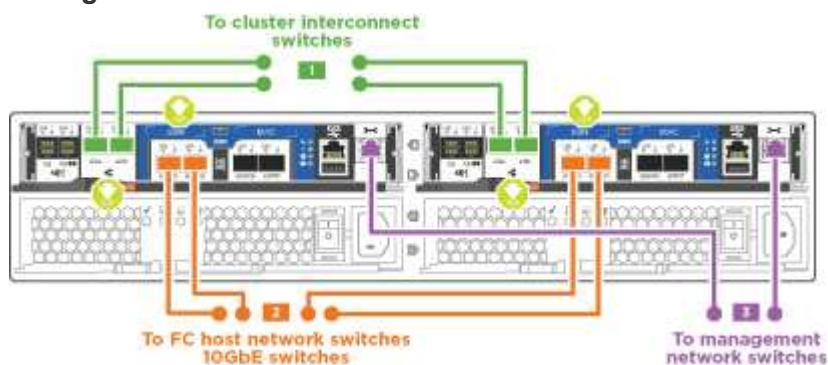 To cluster interconnect
switches
1
2
3
To FC host network switches
10GbE switches
To management
network switches